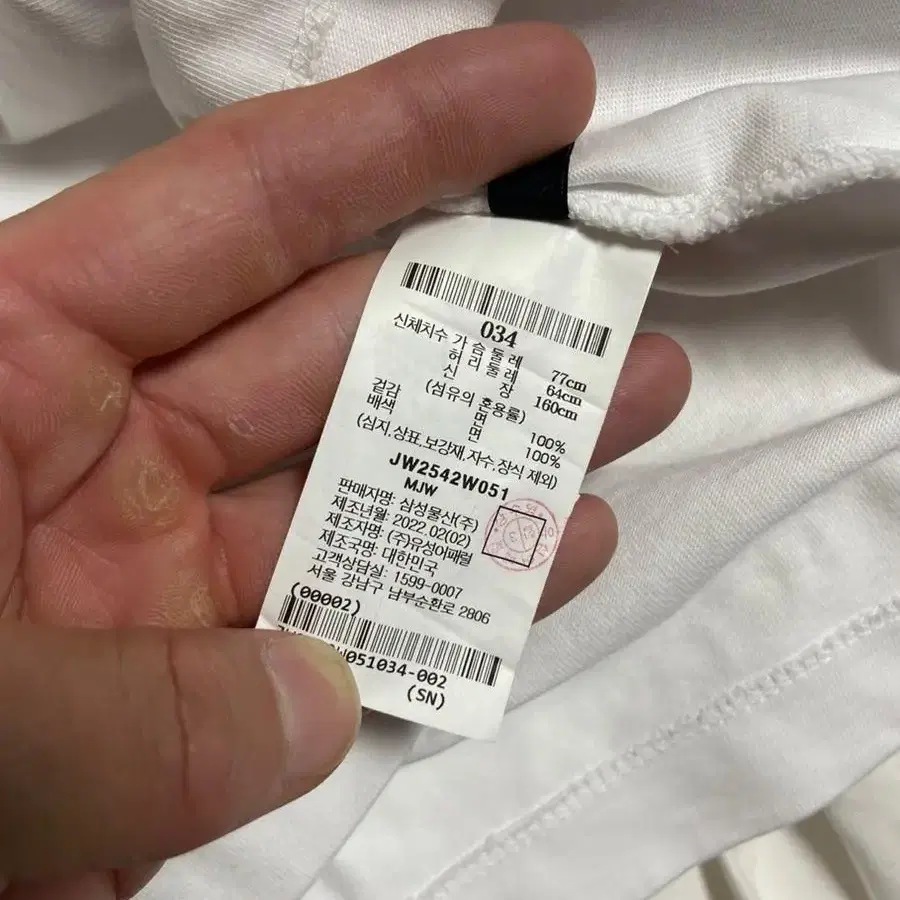 034
신체치수 가슴둘레 77cm
허리둘레 64cm
신장 160cm
(섬유의 혼용률)
겉감 면 100%
배색 면 100%
(심지,상표,보강재,자수,장식 제외)
JW2542W051
MJW
판매자명: 삼성물산(주)
제조년월: 2022.02(02)
제조자명: (주)유성어패럴
제조국명: 대한민국
고객상담실: 1599-0007
서울 강남구 남부순환로 2806
(00002)
W051034-002
(SN)